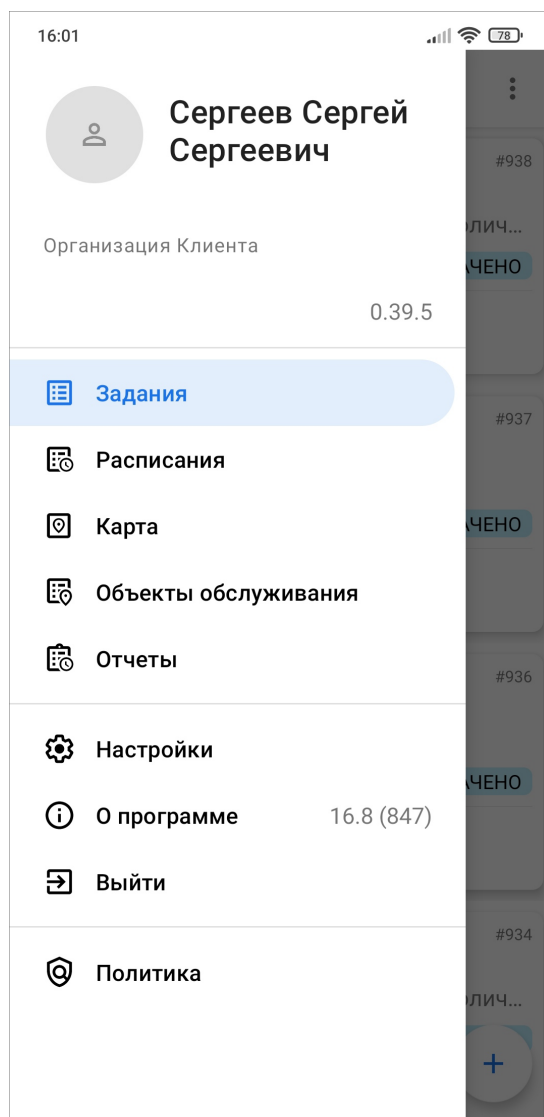 16:01
78
Сергеев Сергей
Сергеевич
#938
Организация Клиента
0.39.5
Задания
#937
Расписания
Карта
Объекты обслуживания
Отчеты
#936
Настройки
О программе 16.8 (847)
Выйти
#934
Политика